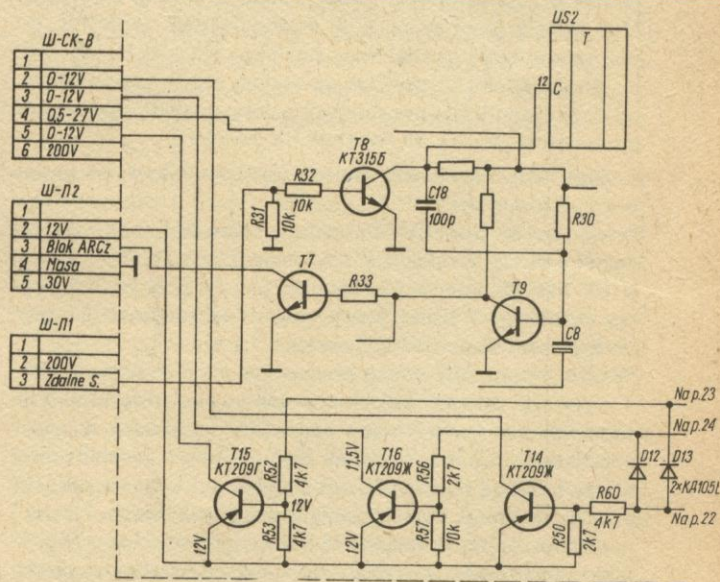 Ш-СК-В
1
2 0-12V
3 0-12V
4 0,5-27V
5 0-12V
6 200V
Ш-П2
1
2 12V
3 Blok ARCz
4 Masa
5 30V
Ш-П1
1
2 200V
3 Zdalne S.
US2
T
12 C
T8
КТ315Б
R32
10k
R31
10k
C18
100p
R30
T7
R33
T9
C8
Na p.23
Na p.24
Na p.22
T15
КТ209Г
R52
4k7
12V
R53
4k7
12V
11,5V
T16
КТ209Ж
R56
2k7
R57
10k
12V
T14
КТ209Ж
R60
4k7
R50
2k7
D12
D13
2×KA105b